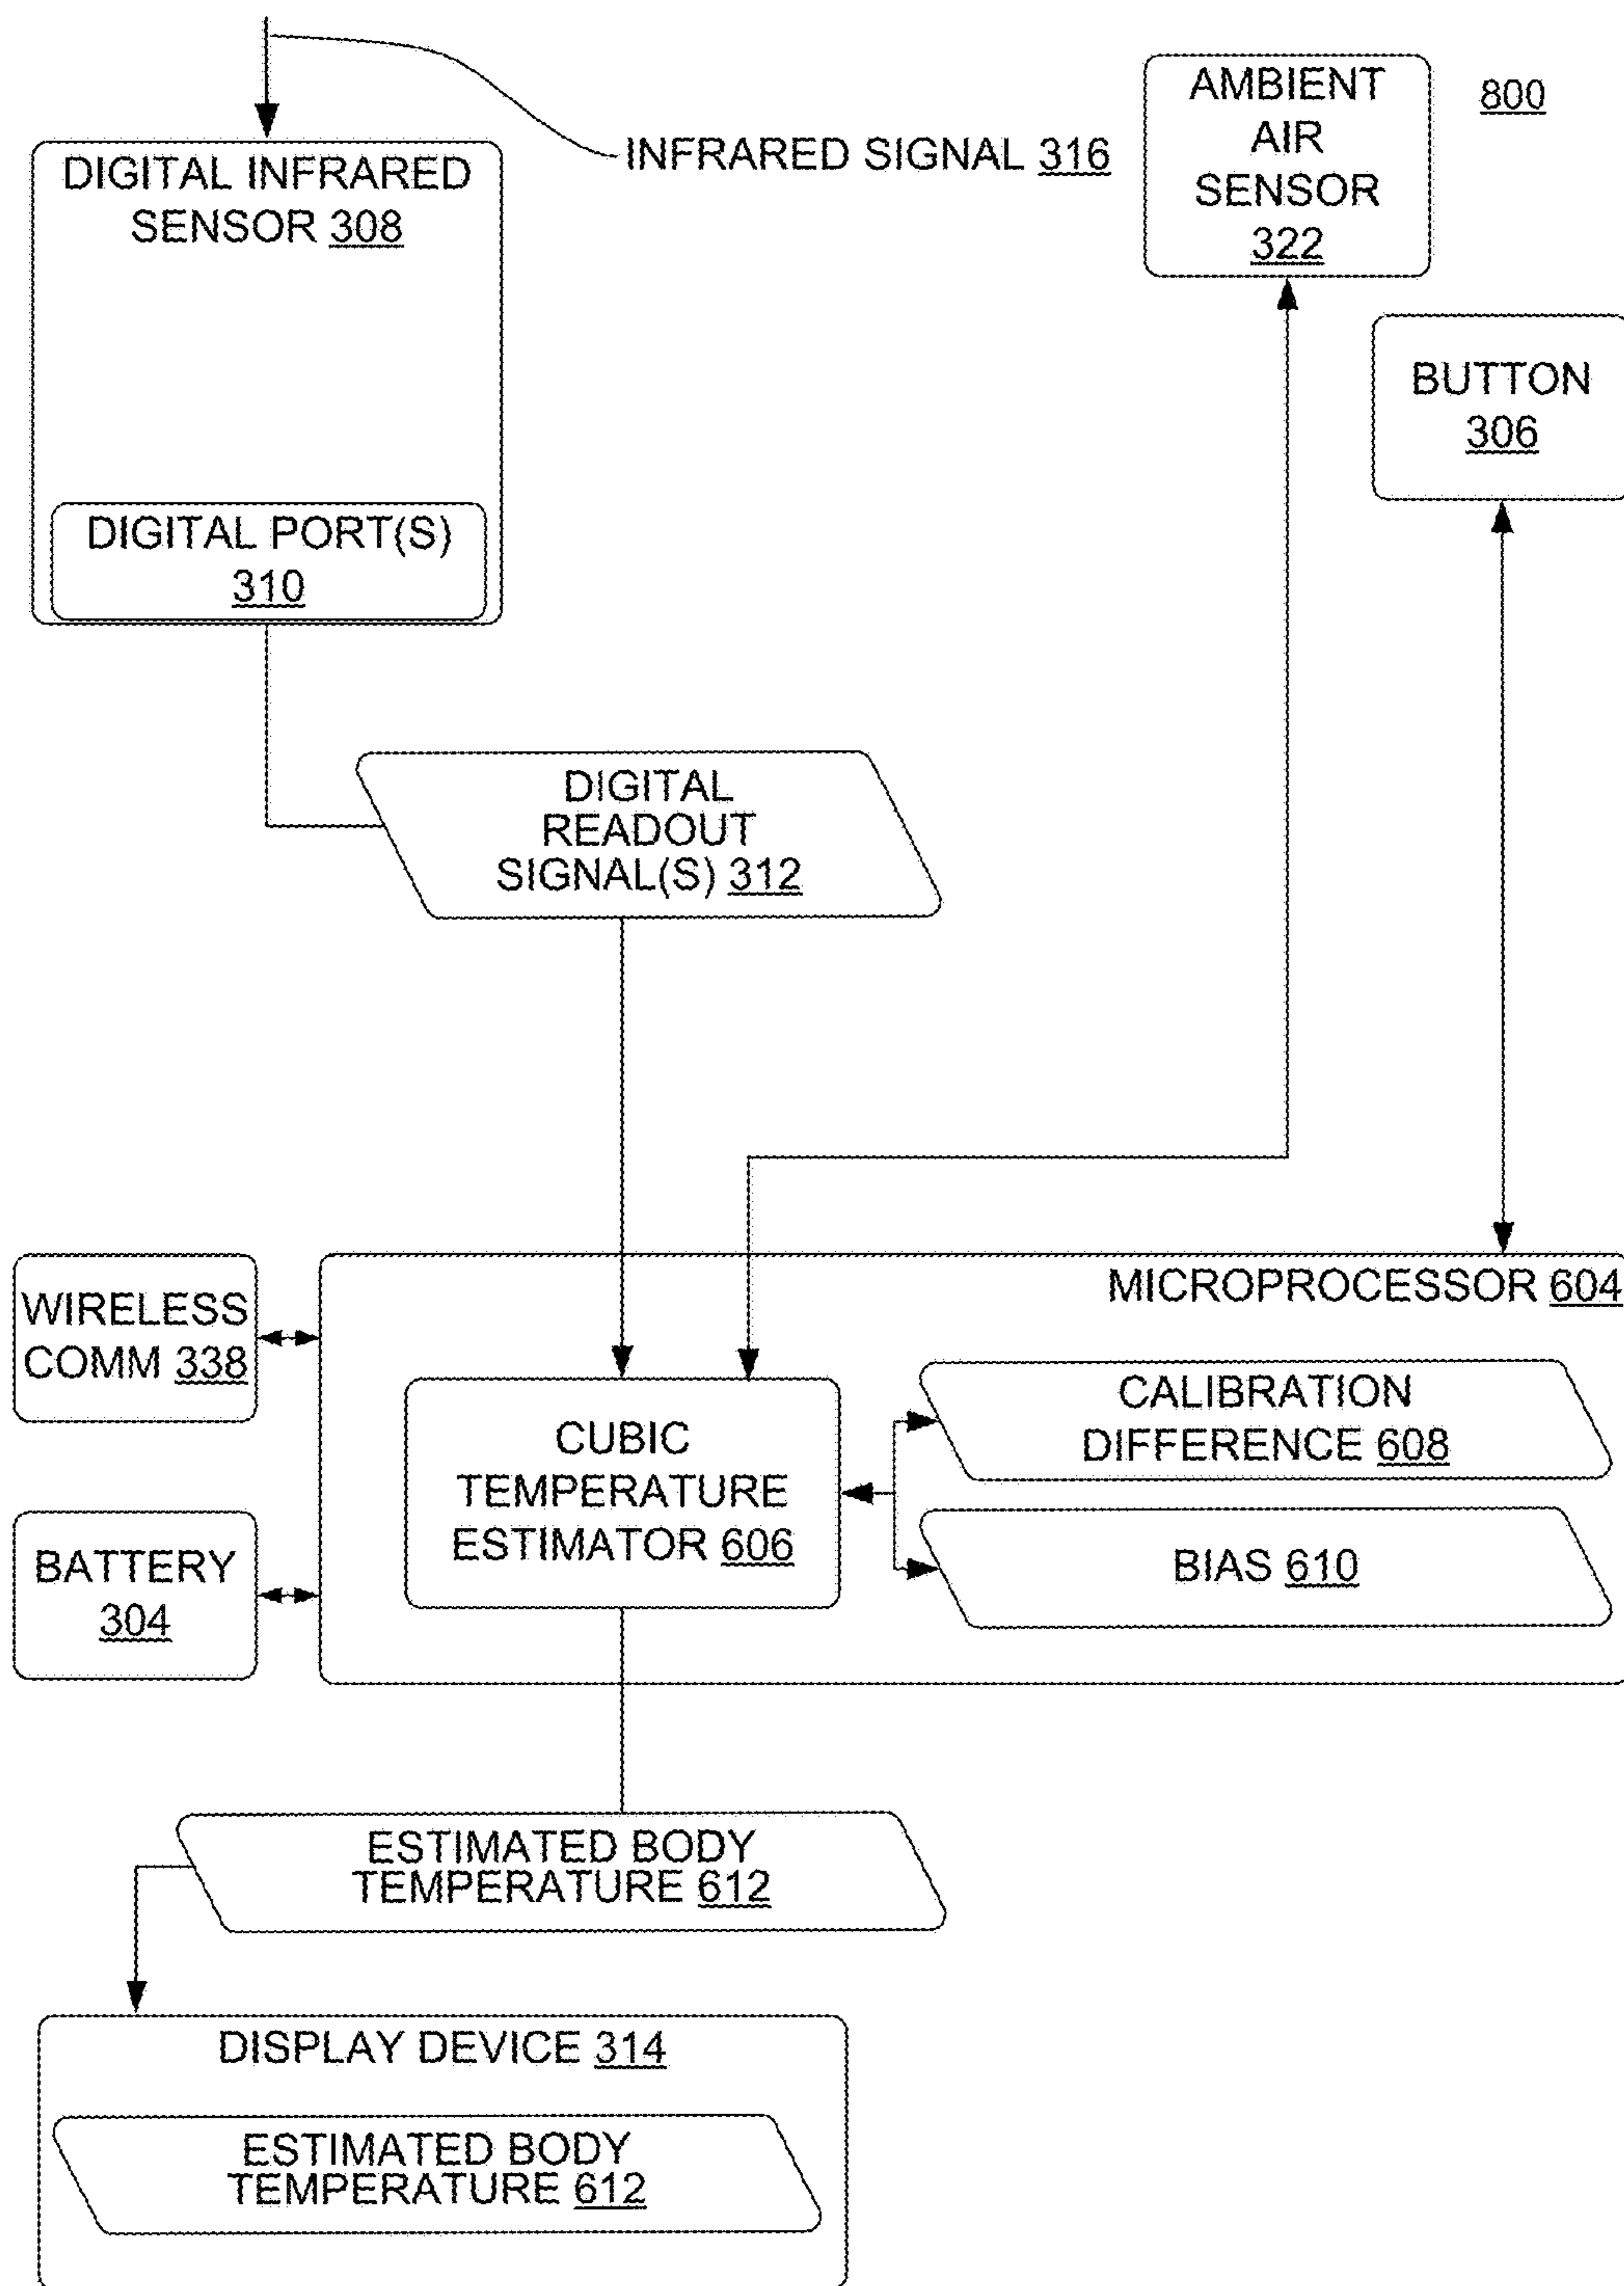 DIGITAL INFRARED
SENSOR 308
INFRARED SIGNAL 316
AMBIENT
AIR
SENSOR
322
800
BUTTON
306
DIGITAL PORT(S)
310
DIGITAL
READOUT
SIGNAL(S) 312
WIRELESS
COMM 338
MICROPROCESSOR 604
CUBIC
TEMPERATURE
ESTIMATOR 606
CALIBRATION
DIFFERENCE 608
BIAS 610
BATTERY
304
ESTIMATED BODY
TEMPERATURE 612
DISPLAY DEVICE 314
ESTIMATED BODY
TEMPERATURE 612